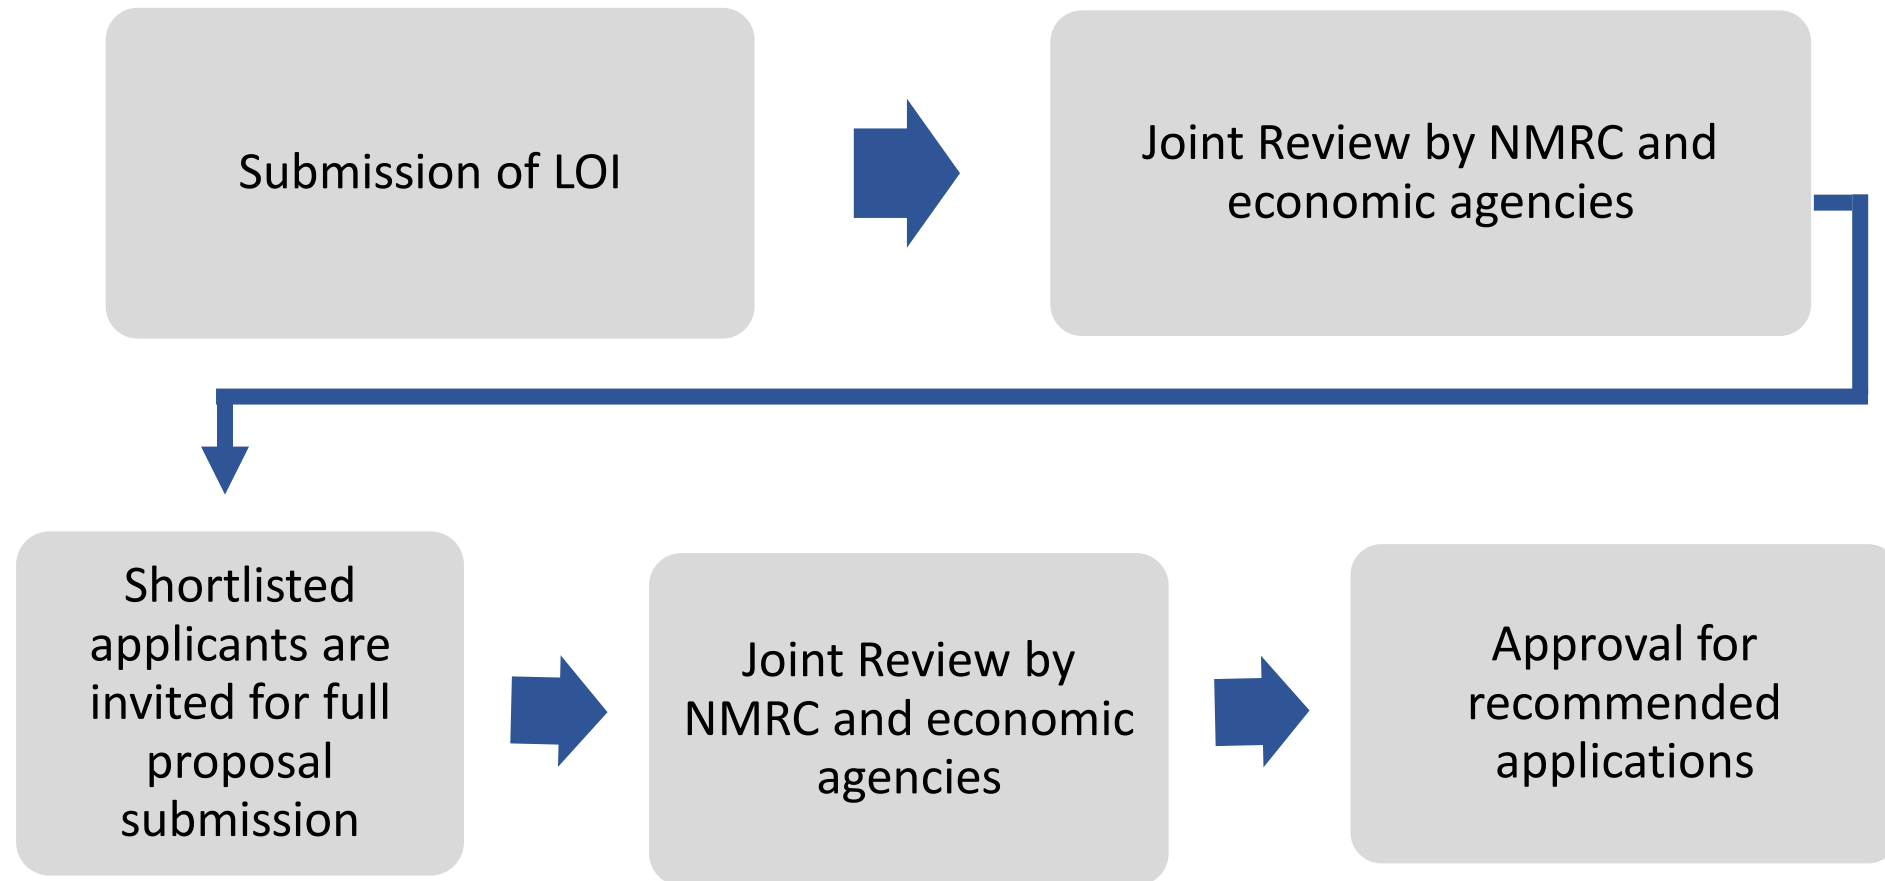 Submission of LOI
Joint Review by NMRC and
economic agencies
Shortlisted
applicants are
invited for full
proposal
submission
Joint Review by
NMRC and economic
agencies
Approval for
recommended
applications